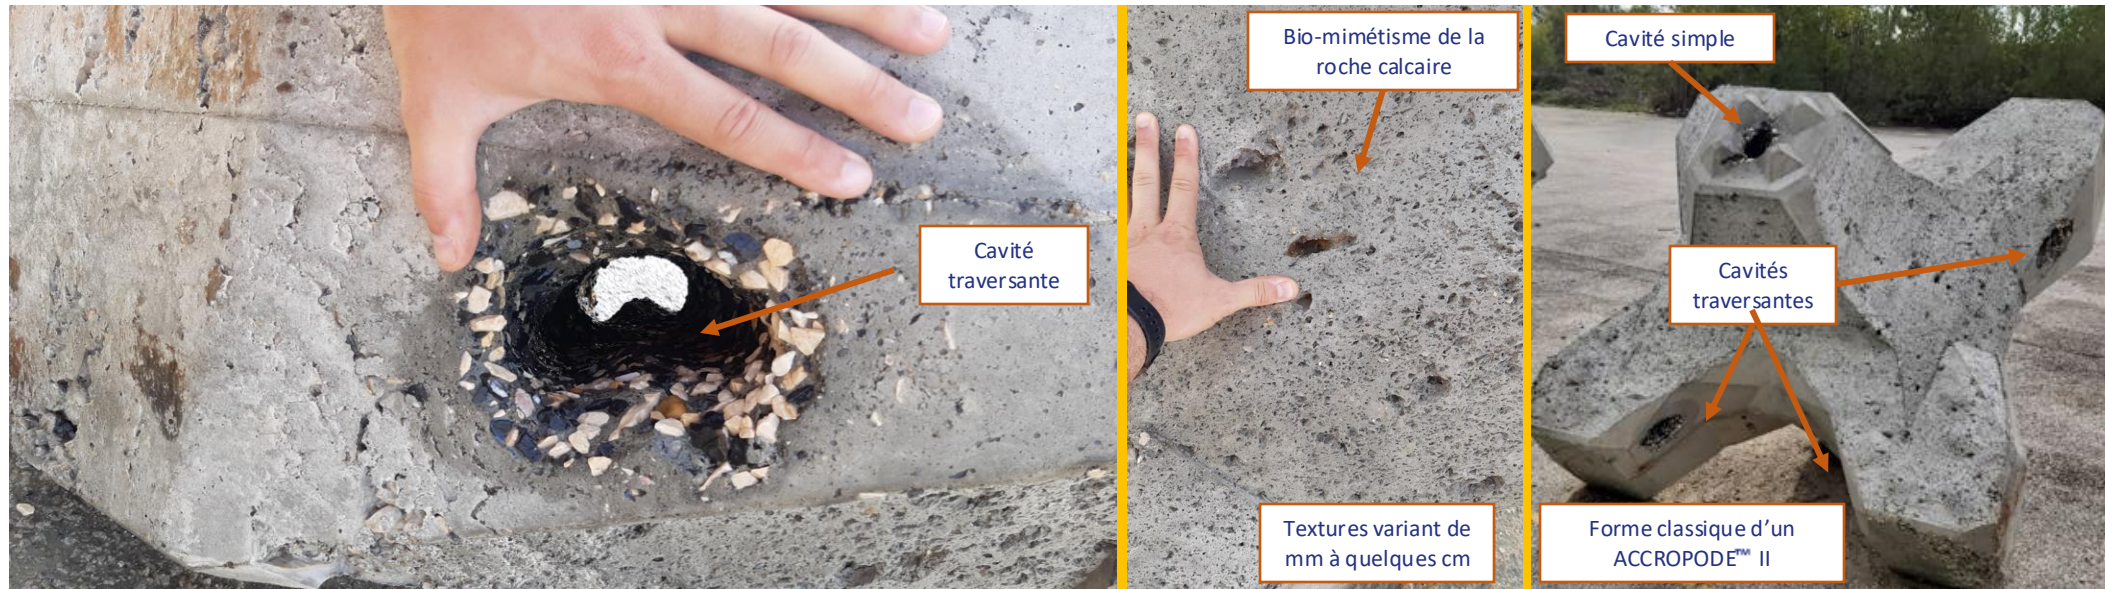 Cavité
traversante
Bio-mimétisme de la
roche calcaire
Textures variant de
mm à quelques cm
Cavité simple
Cavités
traversantes
Forme classique d’un
ACCROPODE™ II